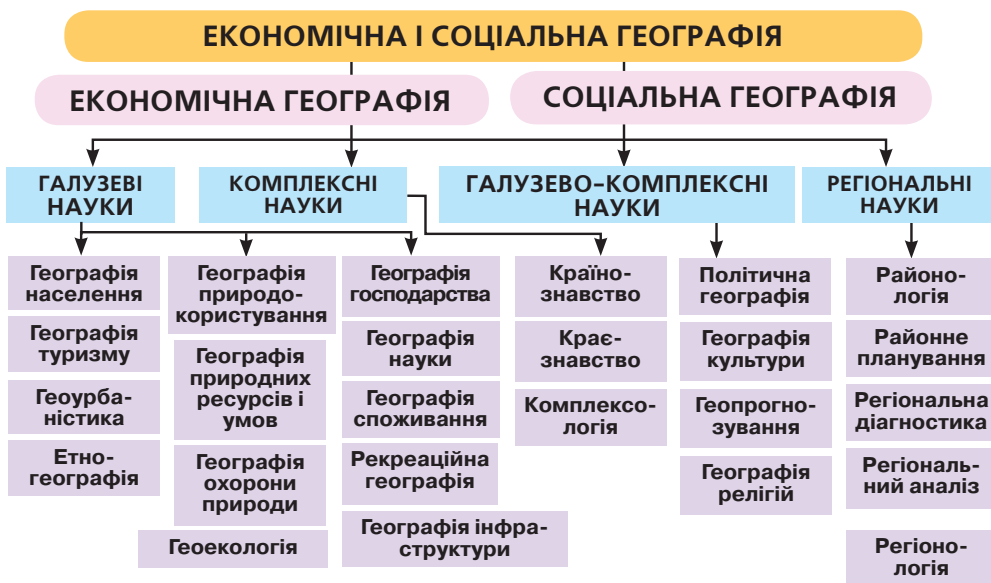 ЕКОНОМІЧНА І СОЦІАЛЬНА ГЕОГРАФІЯ
ЕКОНОМІЧНА ГЕОГРАФІЯ
СОЦІАЛЬНА ГЕОГРАФІЯ
ГАЛУЗЕВІ
НАУКИ
КОМПЛЕКСНІ
НАУКИ
ГАЛУЗЕВО-КОМПЛЕКСНІ
НАУКИ
РЕГІОНАЛЬНІ
НАУКИ
Географія
населення
Географія
туризму
Геоурба-
ністика
Етно-
географія
Географія
природо-
користування
Географія
природних
ресурсів і
умов
Географія
охорони
природи
Геоекологія
Географія
господарства
Географія
науки
Географія
споживання
Рекреаційна
географія
Географія інфра-
структури
Країно-
знавство
Крає-
знавство
Комплексо-
логія
Політична
географія
Географія
культури
Геопрогно-
зування
Географія
релігій
Районо-
логія
Районне
планування
Регіональна
діагностика
Регіональ-
ний аналіз
Регіоно-
логія